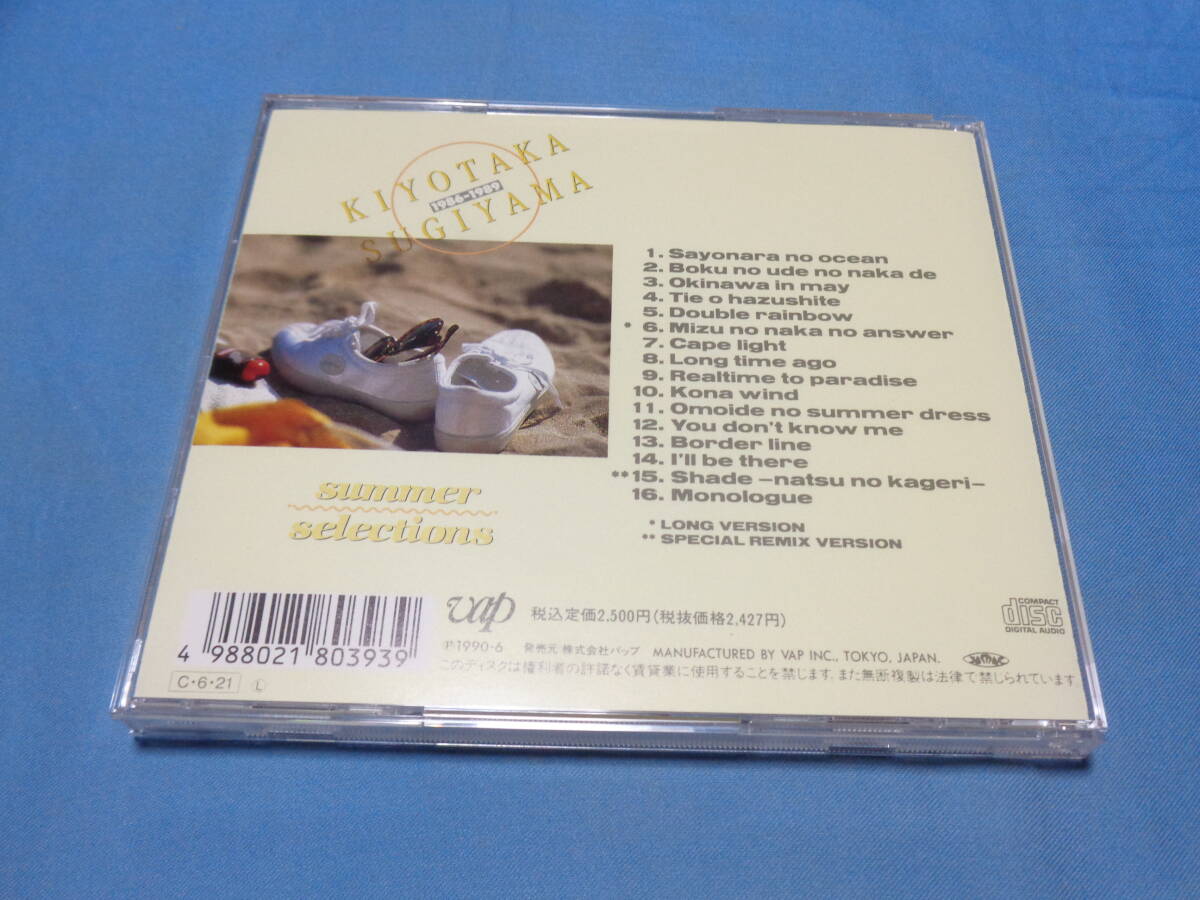 KIYOTAKA
1986-1989
SUGIYAMA
1. Sayonara no ocean
2. Boku no ude no naka de
3. Okinawa in may
4. Tie o hazushite
5. Double rainbow
* 6. Mizu no naka no answer
7. Cape light
8. Long time ago
9. Realtime to paradise
10. Kona wind
11. Omoide no summer dress
12. You don't know me
13. Border line
14. I'll be there
**15. Shade —natsu no kageri—
16. Monologue
* LONG VERSION
** SPECIAL REMIX VERSION
summer
selections
4 988021 803939
C・6・21 Ⓛ
vap 税込定価2,500円(税抜価格2,427円)
Ⓟ1990・6 発売元 株式会社バップ MANUFACTURED BY VAP INC., TOKYO, JAPAN.
このディスクは権利者の許諾なく賃貸業に使用することを禁じます。また無断複製は法律で禁じられています
COMPACT
disc
DIGITAL AUDIO